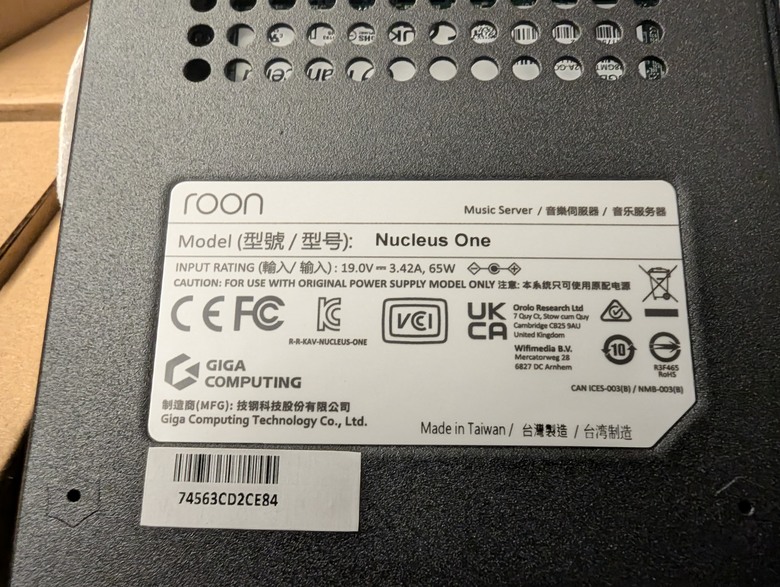 roon
Music Server / 音樂伺服器 / 音乐服务器
Model (型號 / 型号): Nucleus One
INPUT RATING (輸入/ 输入) : 19.0V⎓3.42A, 65W
CAUTION: FOR USE WITH ORIGINAL POWER SUPPLY MODEL ONLY 注意: 本系统只可使用原配电源
CE FC
R-R-KAV-NUCLEUS-ONE
VCI
UK
CA
Orolo Research Ltd
7 Quy Ct, Stow cum Quy
Cambridge CB25 9AU
United Kingdom
Wifimedia B.V.
Mercatorweg 28
6827 DC Arnhem
10
R3F465
RoHS
GIGA
COMPUTING
CAN ICES-003(B) / NMB-003(B)
制造商(MFG): 技钢科技股份有限公司
Giga Computing Technology Co., Ltd.
Made in Taiwan / 台灣製造 / 台湾制造
74563CD2CE84